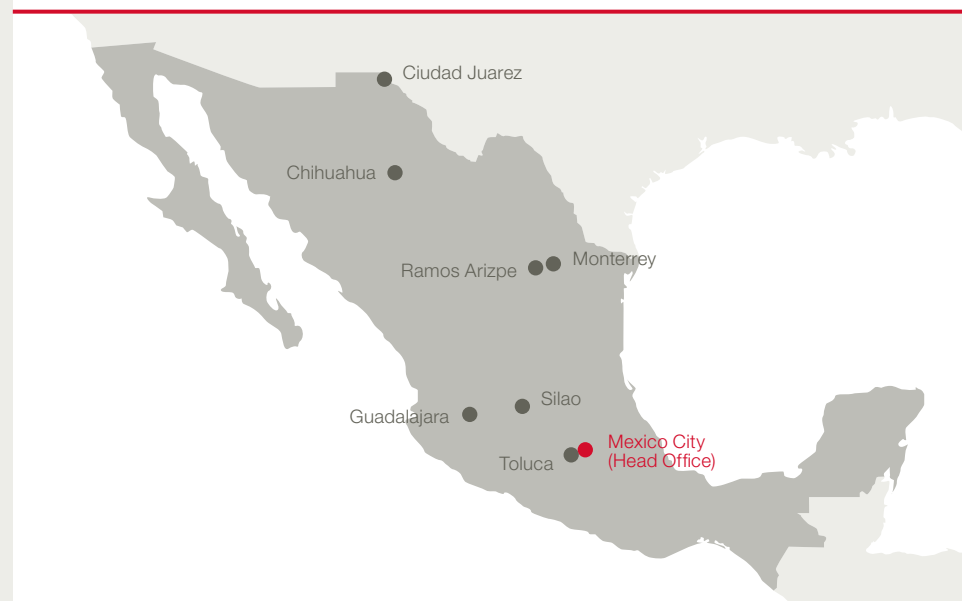 Ciudad Juarez
Chihuahua
Monterrey
Ramos Arizpe
Silao
Guadalajara
Mexico City
(Head Office)
Toluca